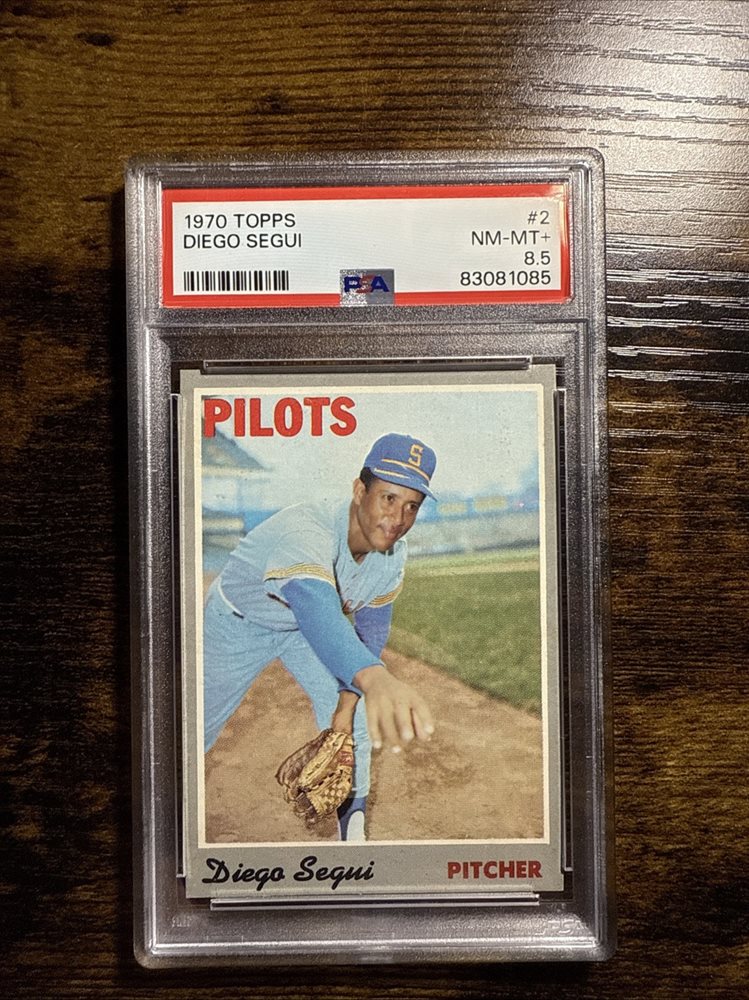 1970 TOPPS #2
DIEGO SEGUI NM-MT+
8.5
PSA 83081085
PILOTS
S
Diego Segui PITCHER